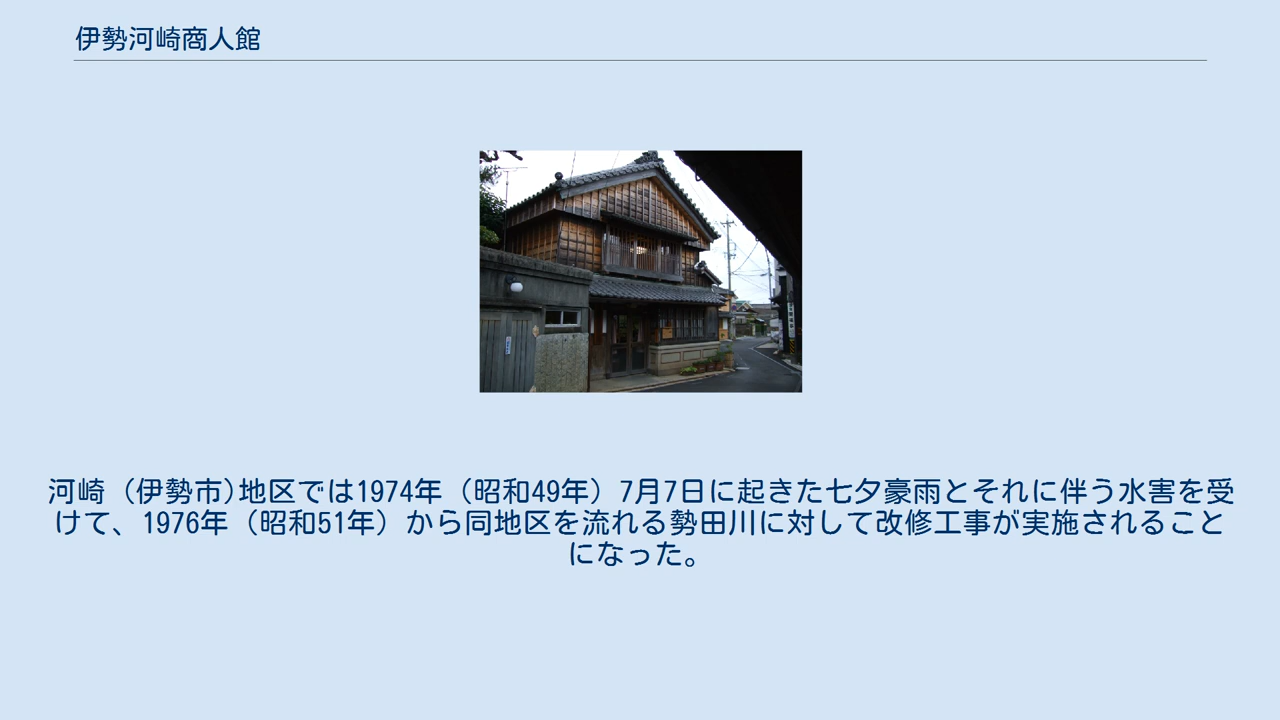 伊勢河崎商人館
河崎（伊勢市)地区では1974年（昭和49年）7月7日に起きた七夕豪雨とそれに伴う水害を受
けて、1976年（昭和51年）から同地区を流れる勢田川に対して改修工事が実施されること
になった。